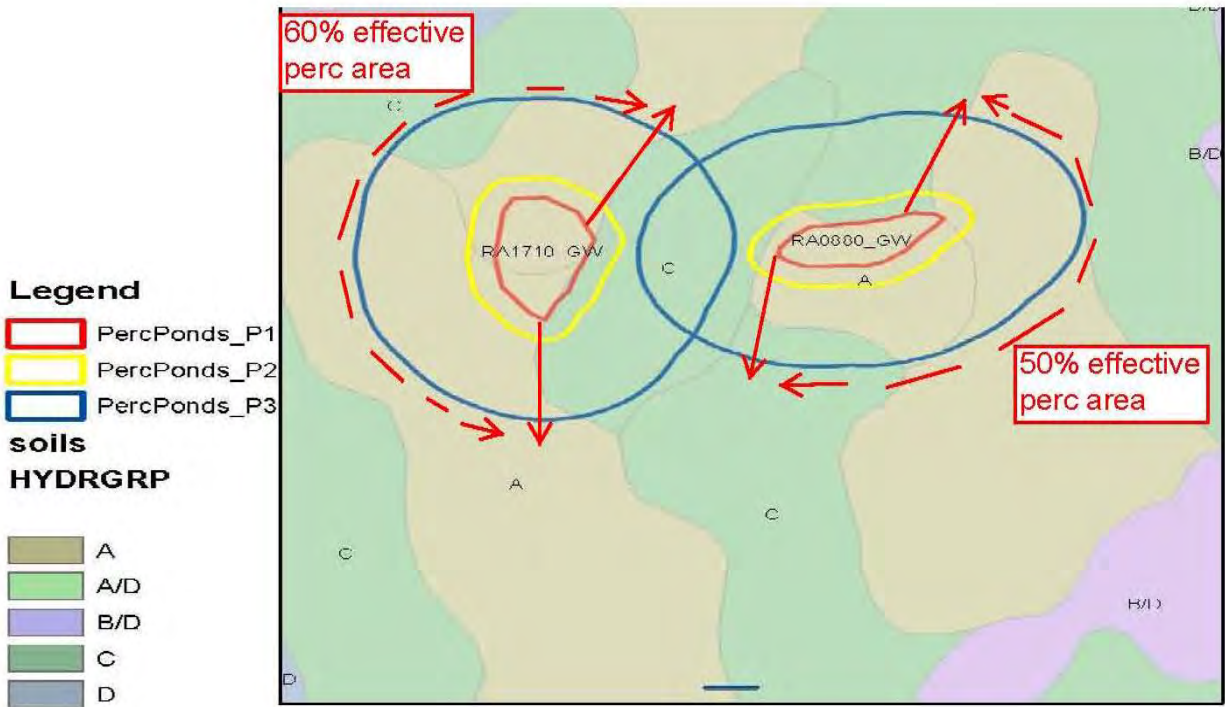 60% effective
perc area
B/D
C
B/D
RA1710_GW
RA0880_GW
C
A
Legend
PercPonds_P1
PercPonds_P2
PercPonds_P3
50% effective
perc area
soils
HYDRGRP
A
C
C
A
A/D
B/D
B/D
C
D
D